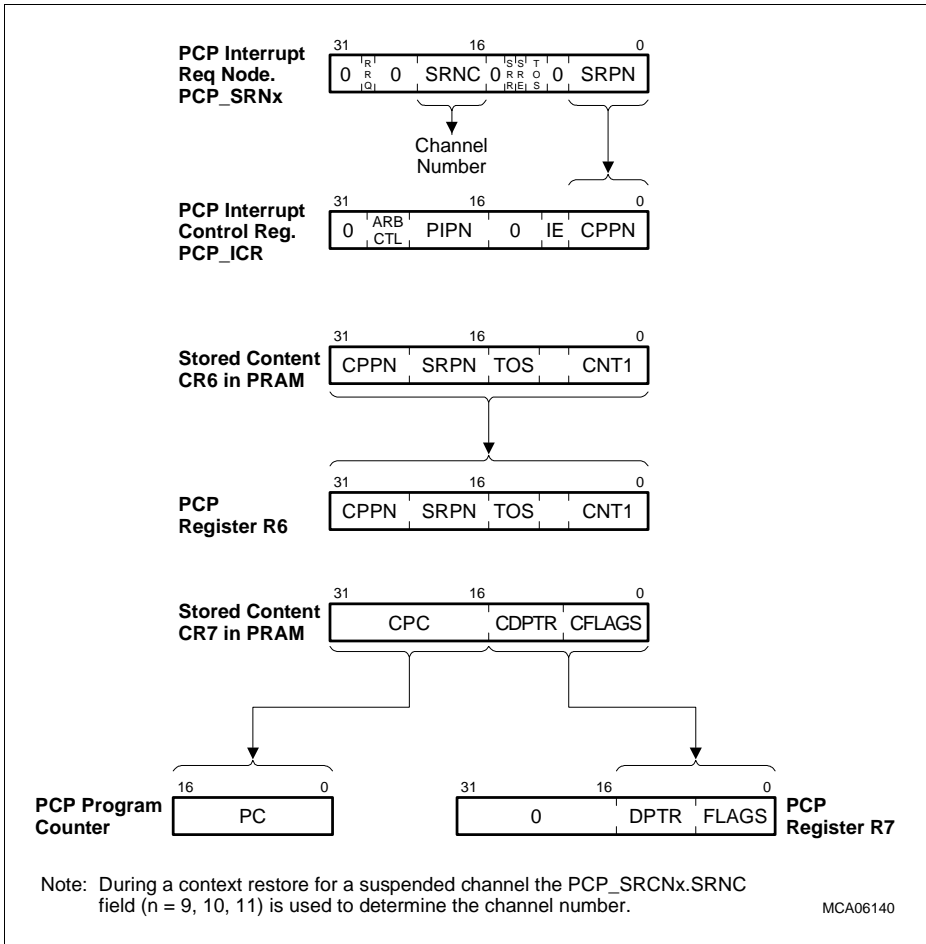 31 16 0
PCP Interrupt
Req Node.
PCP_SRNx
0 RRQ 0 SRNC 0 SRR SRE TOS 0 SRPN
Channel
Number
31 16 0
PCP Interrupt
Control Reg.
PCP_ICR
0 ARB CTL PIPN 0 IE CPPN
31 16 0
Stored Content
CR6 in PRAM
CPPN SRPN TOS CNT1
31 16 0
PCP
Register R6
CPPN SRPN TOS CNT1
31 16 0
Stored Content
CR7 in PRAM
CPC CDPTR CFLAGS
16 0
PCP Program
Counter
PC
31 16 0
0 DPTR FLAGS
PCP
Register R7
Note: During a context restore for a suspended channel the PCP_SRCNx.SRNC
field (n = 9, 10, 11) is used to determine the channel number.
MCA06140